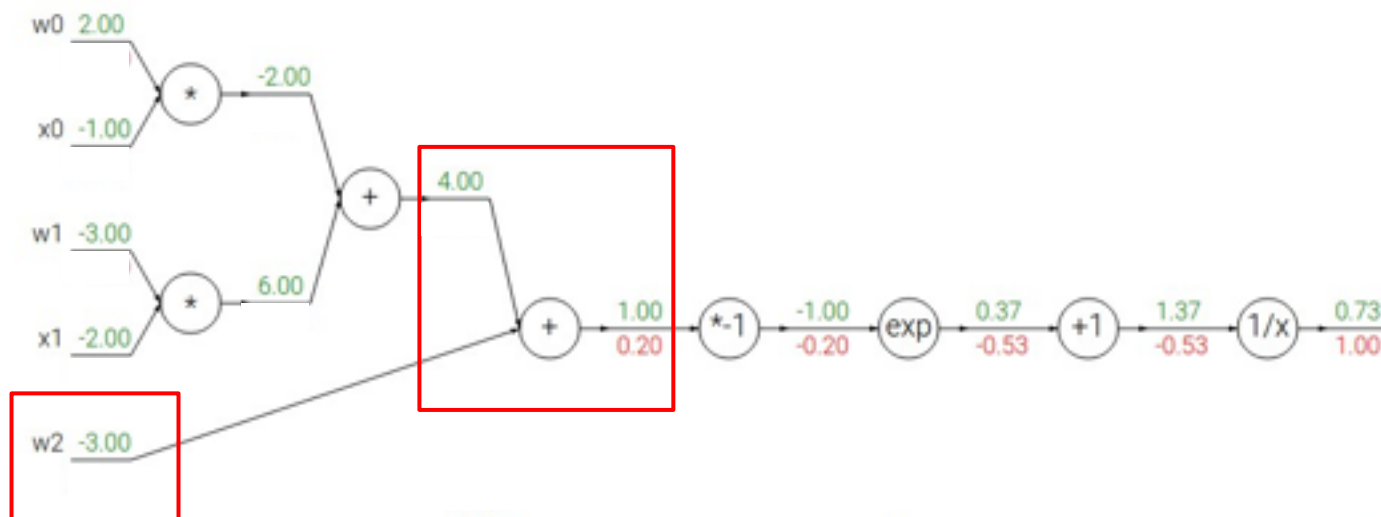 w0 2.00
-2.00
*
x0 -1.00
4.00
+
w1 -3.00
6.00
*
1.00 -1.00 0.37 1.37 0.73
+ *-1 exp +1 1/x
x1 -2.00
0.20 -0.20 -0.53 -0.53 1.00
w2 -3.00